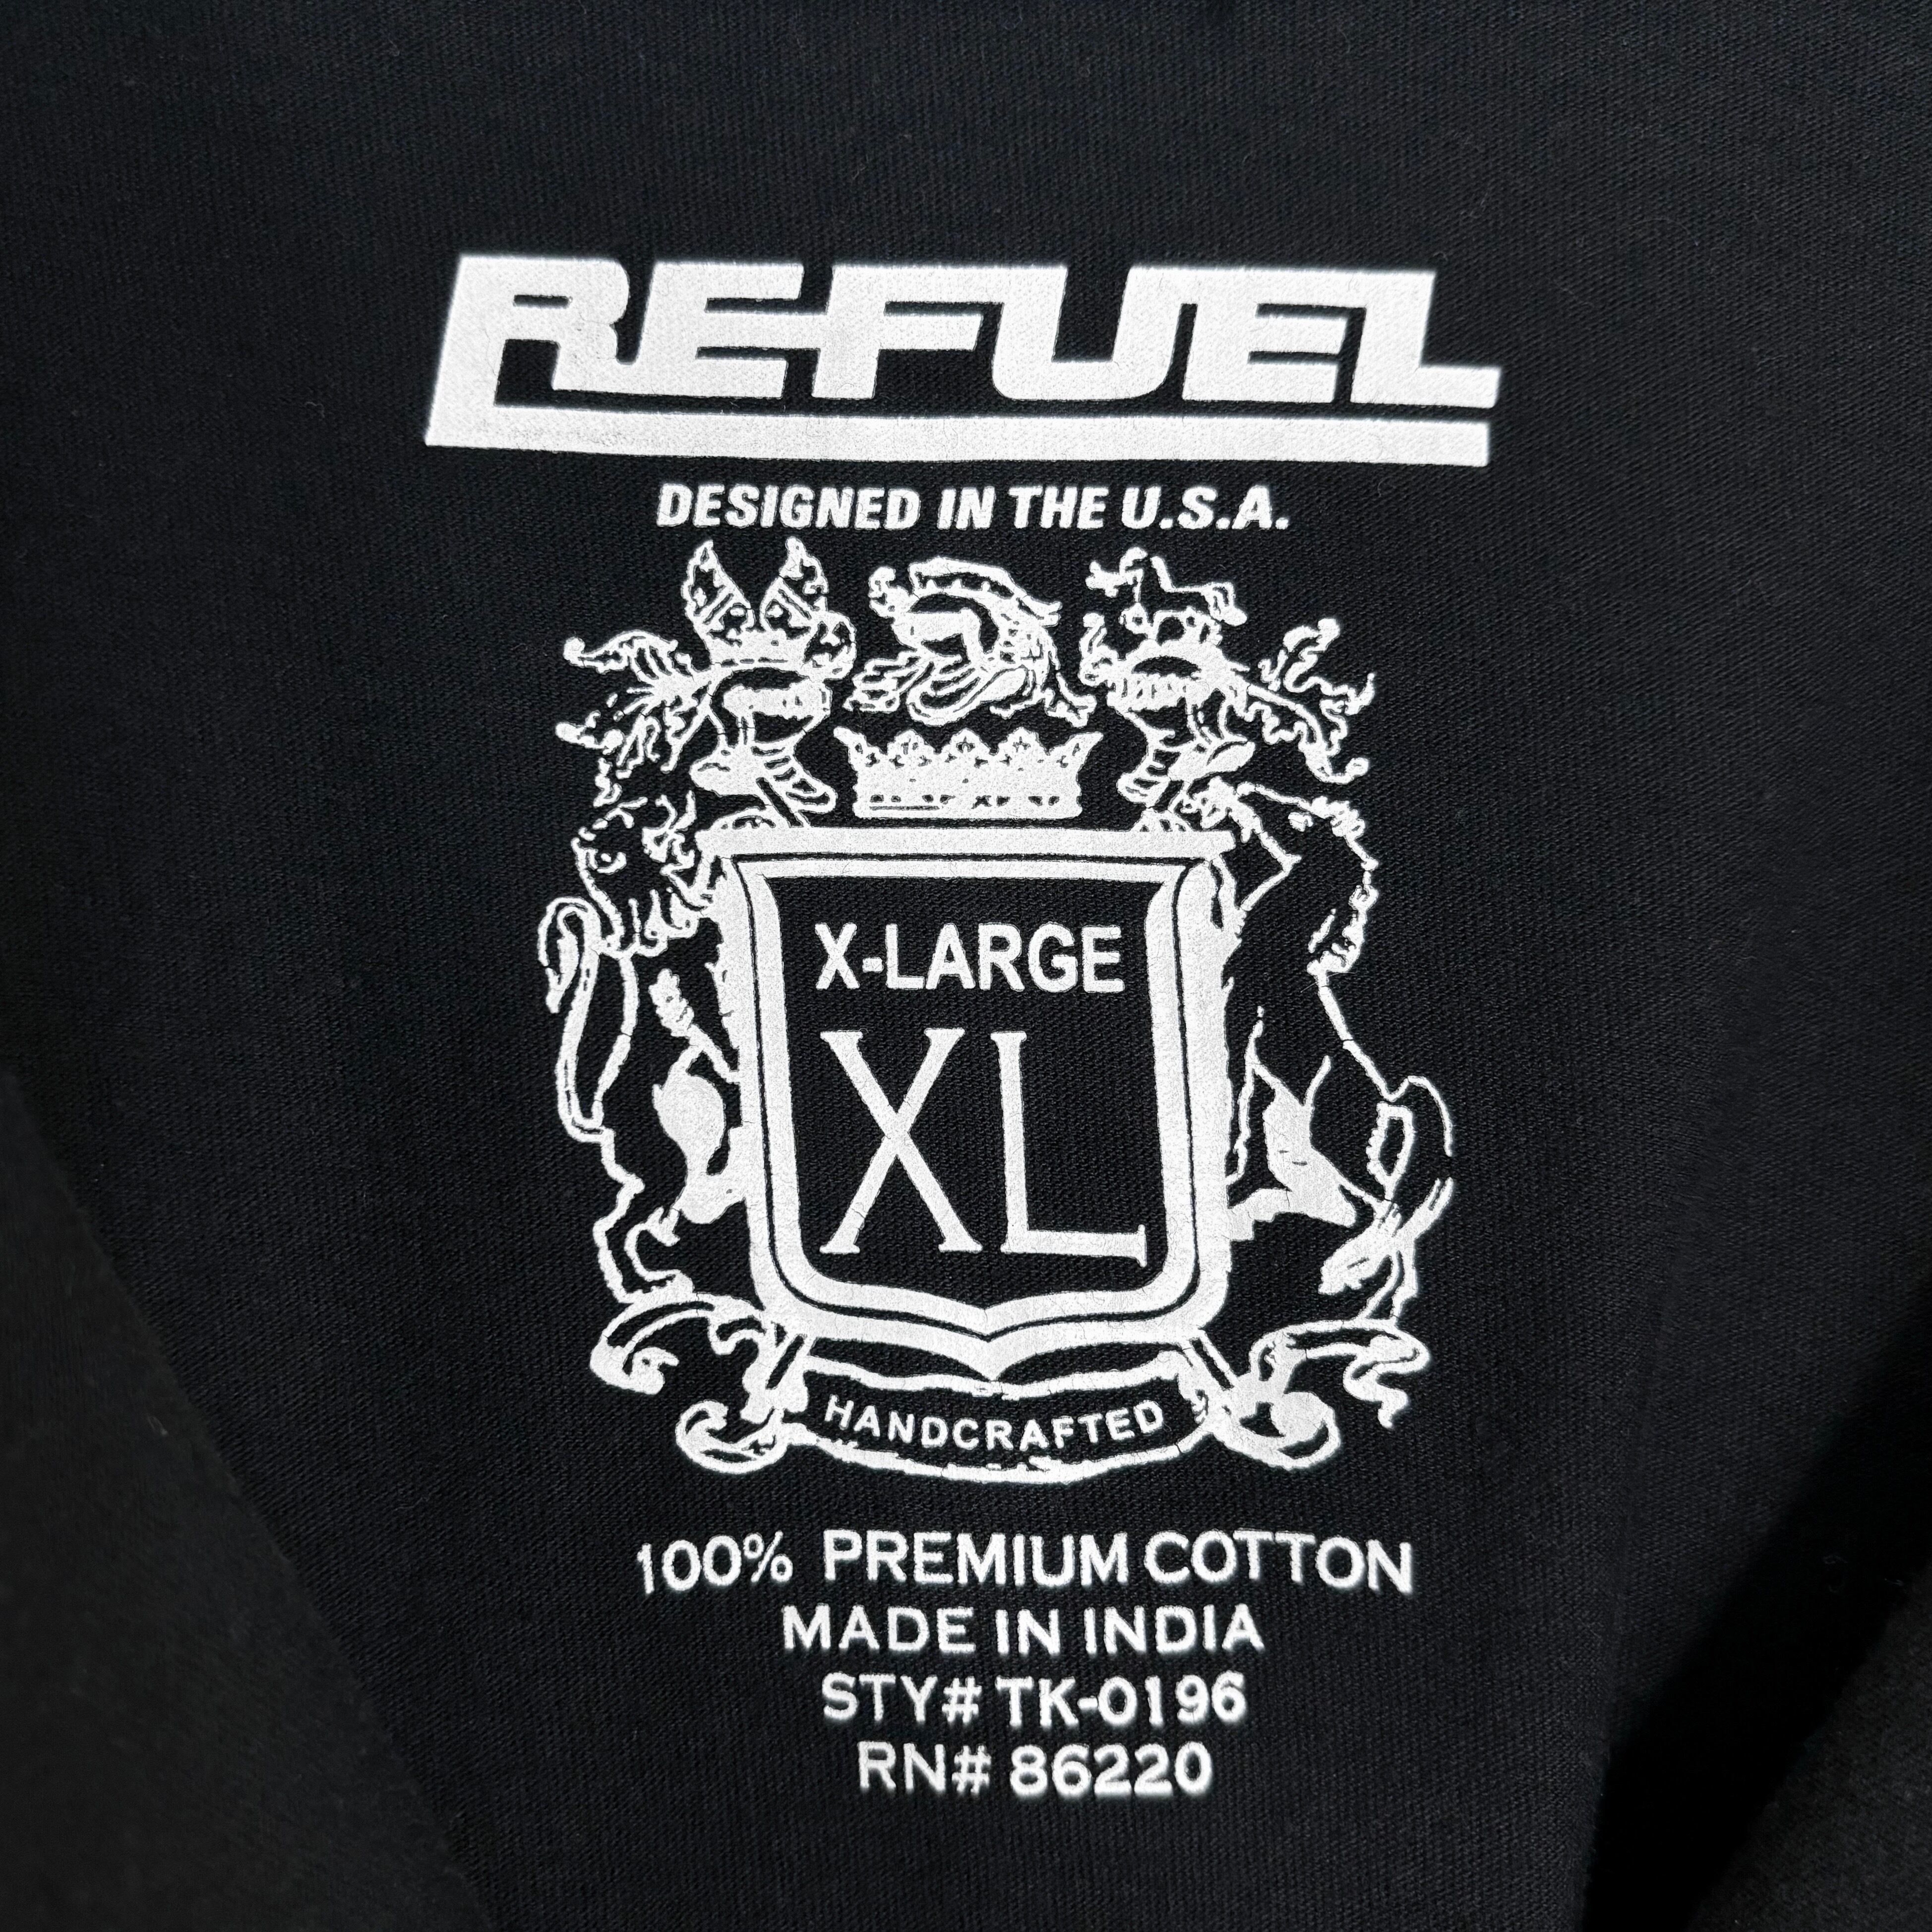 REFUEL
DESIGNED IN THE U.S.A.
X-LARGE
XL
HANDCRAFTED
100% PREMIUM COTTON
MADE IN INDIA
STY# TK-0196
RN# 86220